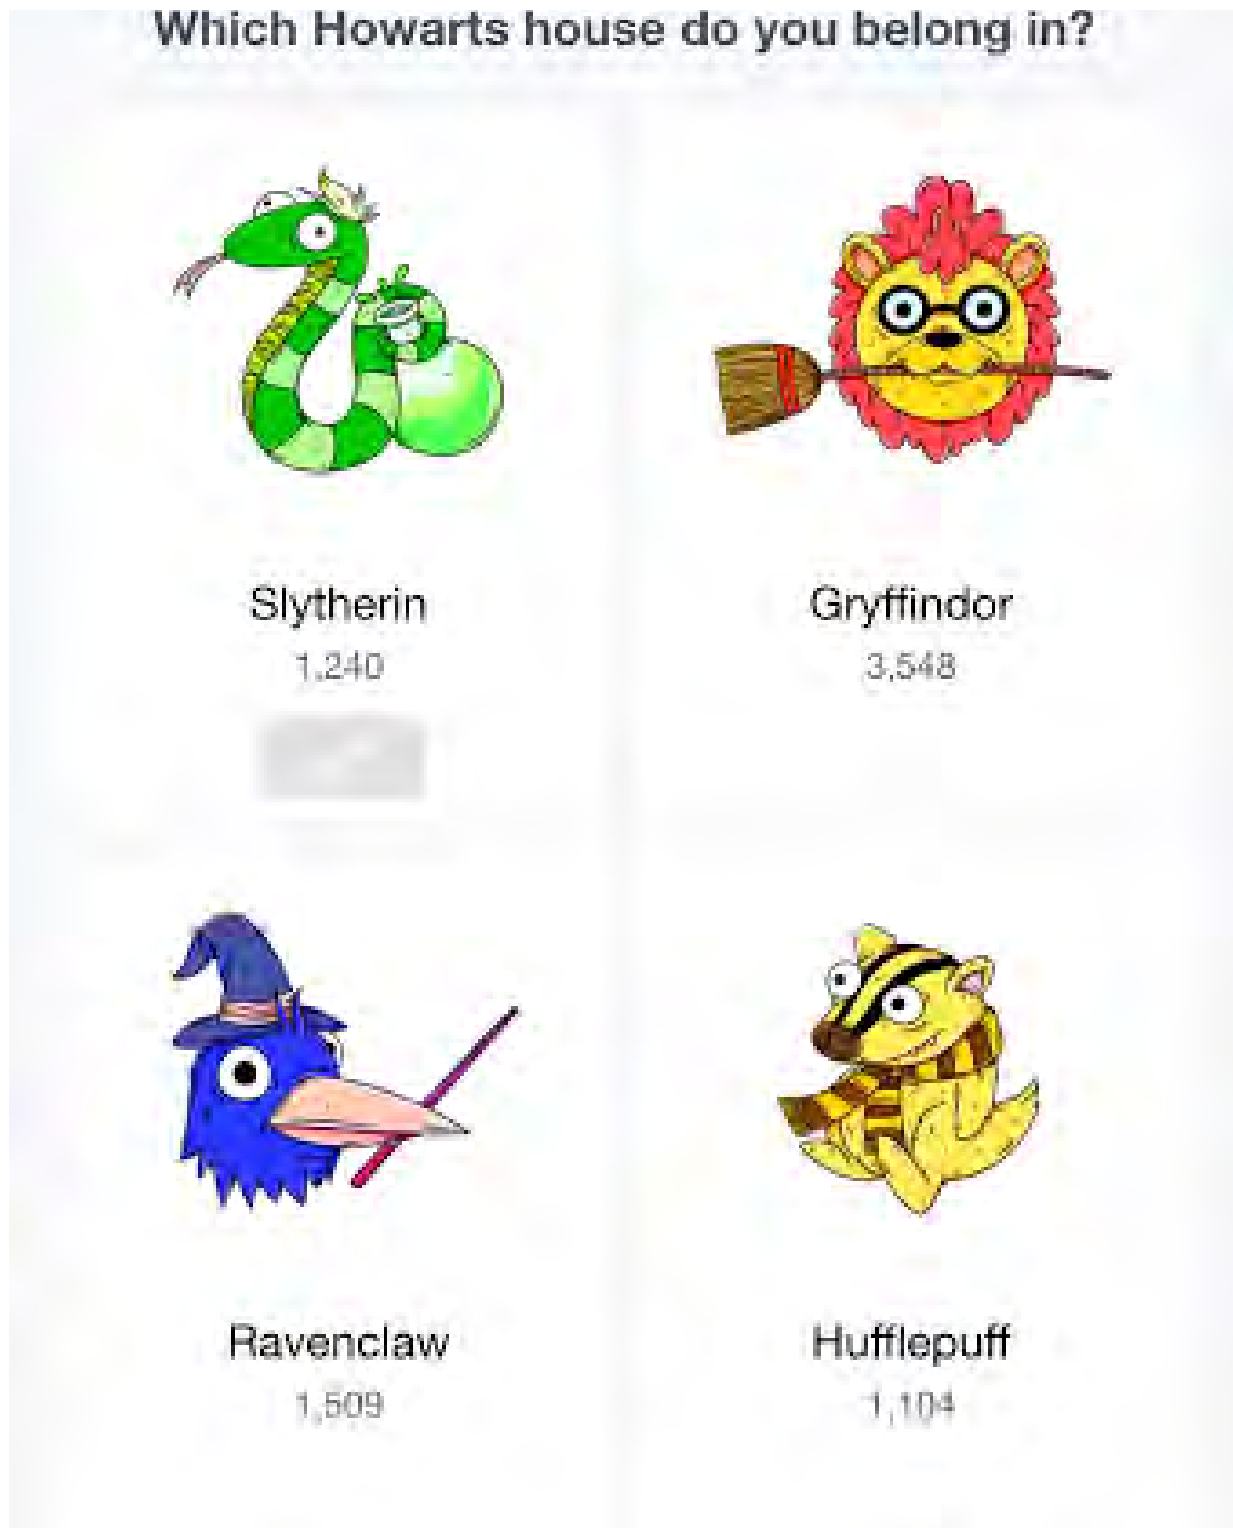 Which Howarts house do you belong in?
Slytherin
1,240
Gryffindor
3,548
Ravenclaw
1,509
Hufflepuff
1,104